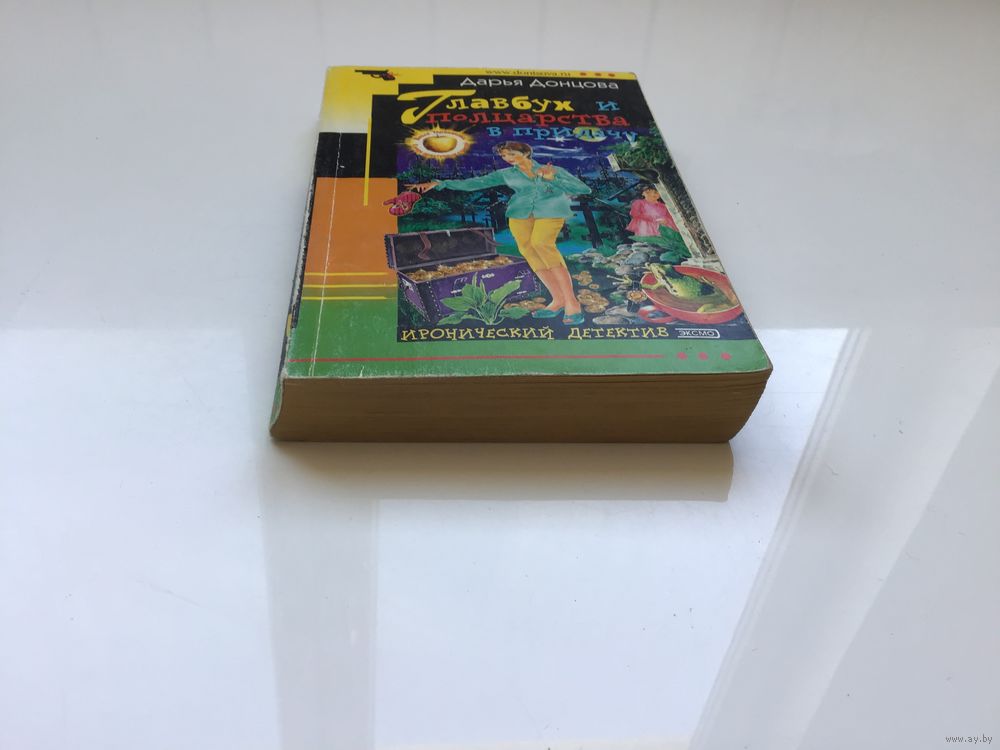 www.dontsova.ru
Дарья Донцова
Главбух и
полцарства
в придачу
ИРОНИЧЕСКИЙ ДЕТЕКТИВ ЭКСМО
www.ay.by